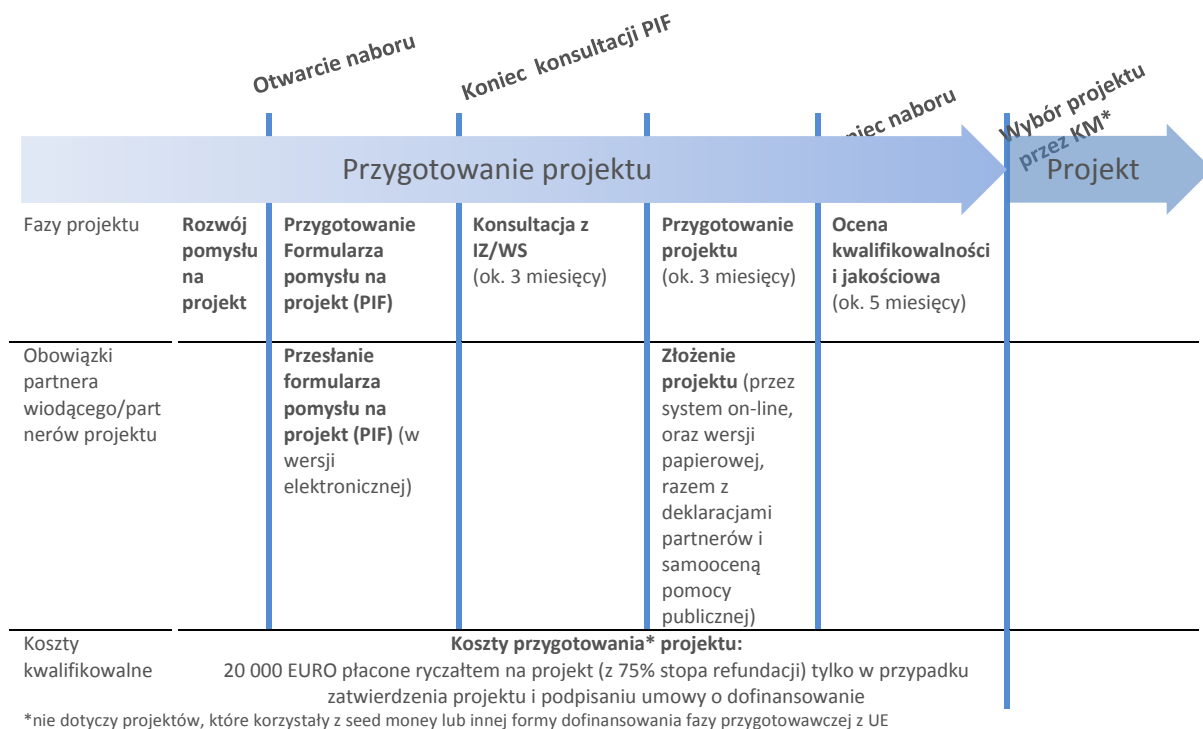 Otwarcie naboru
Koniec konsultacji PIF
naboru
Wybór projektu
przez KM*
Przygotowanie projektu
Projekt
Fazy projektu
Rozwój
pomysłu
na
projekt
Przygotowanie
Formularza
pomysłu na
projekt (PIF)
Konsultacja z
IZ/WS
(ok. 3 miesięcy)
Przygotowanie
projektu
(ok. 3 miesięcy)
Ocena
kwalifikowalności
i jakościowa
(ok. 5 miesięcy)
Obowiązki
partnera
wiodącego/part
nerów projektu
Przesłanie
formularza
pomysłu na
projekt (PIF) (w
wersji
elektronicznej)
Złożenie
projektu (przez
system on-line,
oraz wersji
papierowej,
razem z
deklaracjami
partnerów i
samooceną
pomocy
publicznej)
Koszty
kwalifikowalne
Koszty przygotowania* projektu:
20 000 EURO płacone ryczałtem na projekt (z 75% stopa refundacji) tylko w przypadku
zatwierdzenia projektu i podpisaniu umowy o dofinansowanie
*nie dotyczy projektów, które korzystały z seed money lub innej formy dofinansowania fazy przygotowawczej z UE